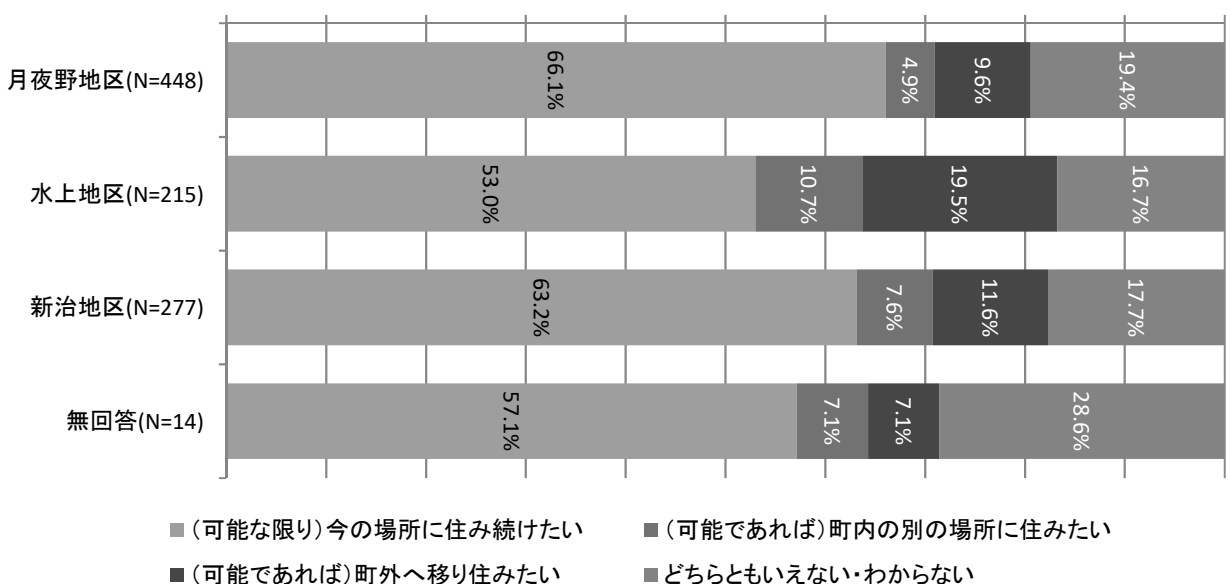 月夜野地区(N=448)
66.1%
4.9%
9.6%
19.4%
水上地区(N=215)
53.0%
10.7%
19.5%
16.7%
新治地区(N=277)
63.2%
7.6%
11.6%
17.7%
無回答(N=14)
57.1%
7.1%
7.1%
28.6%
（可能な限り）今の場所に住み続けたい
（可能であれば）町内の別の場所に住みたい
（可能であれば）町外へ移り住みたい
どちらともいえない・わからない